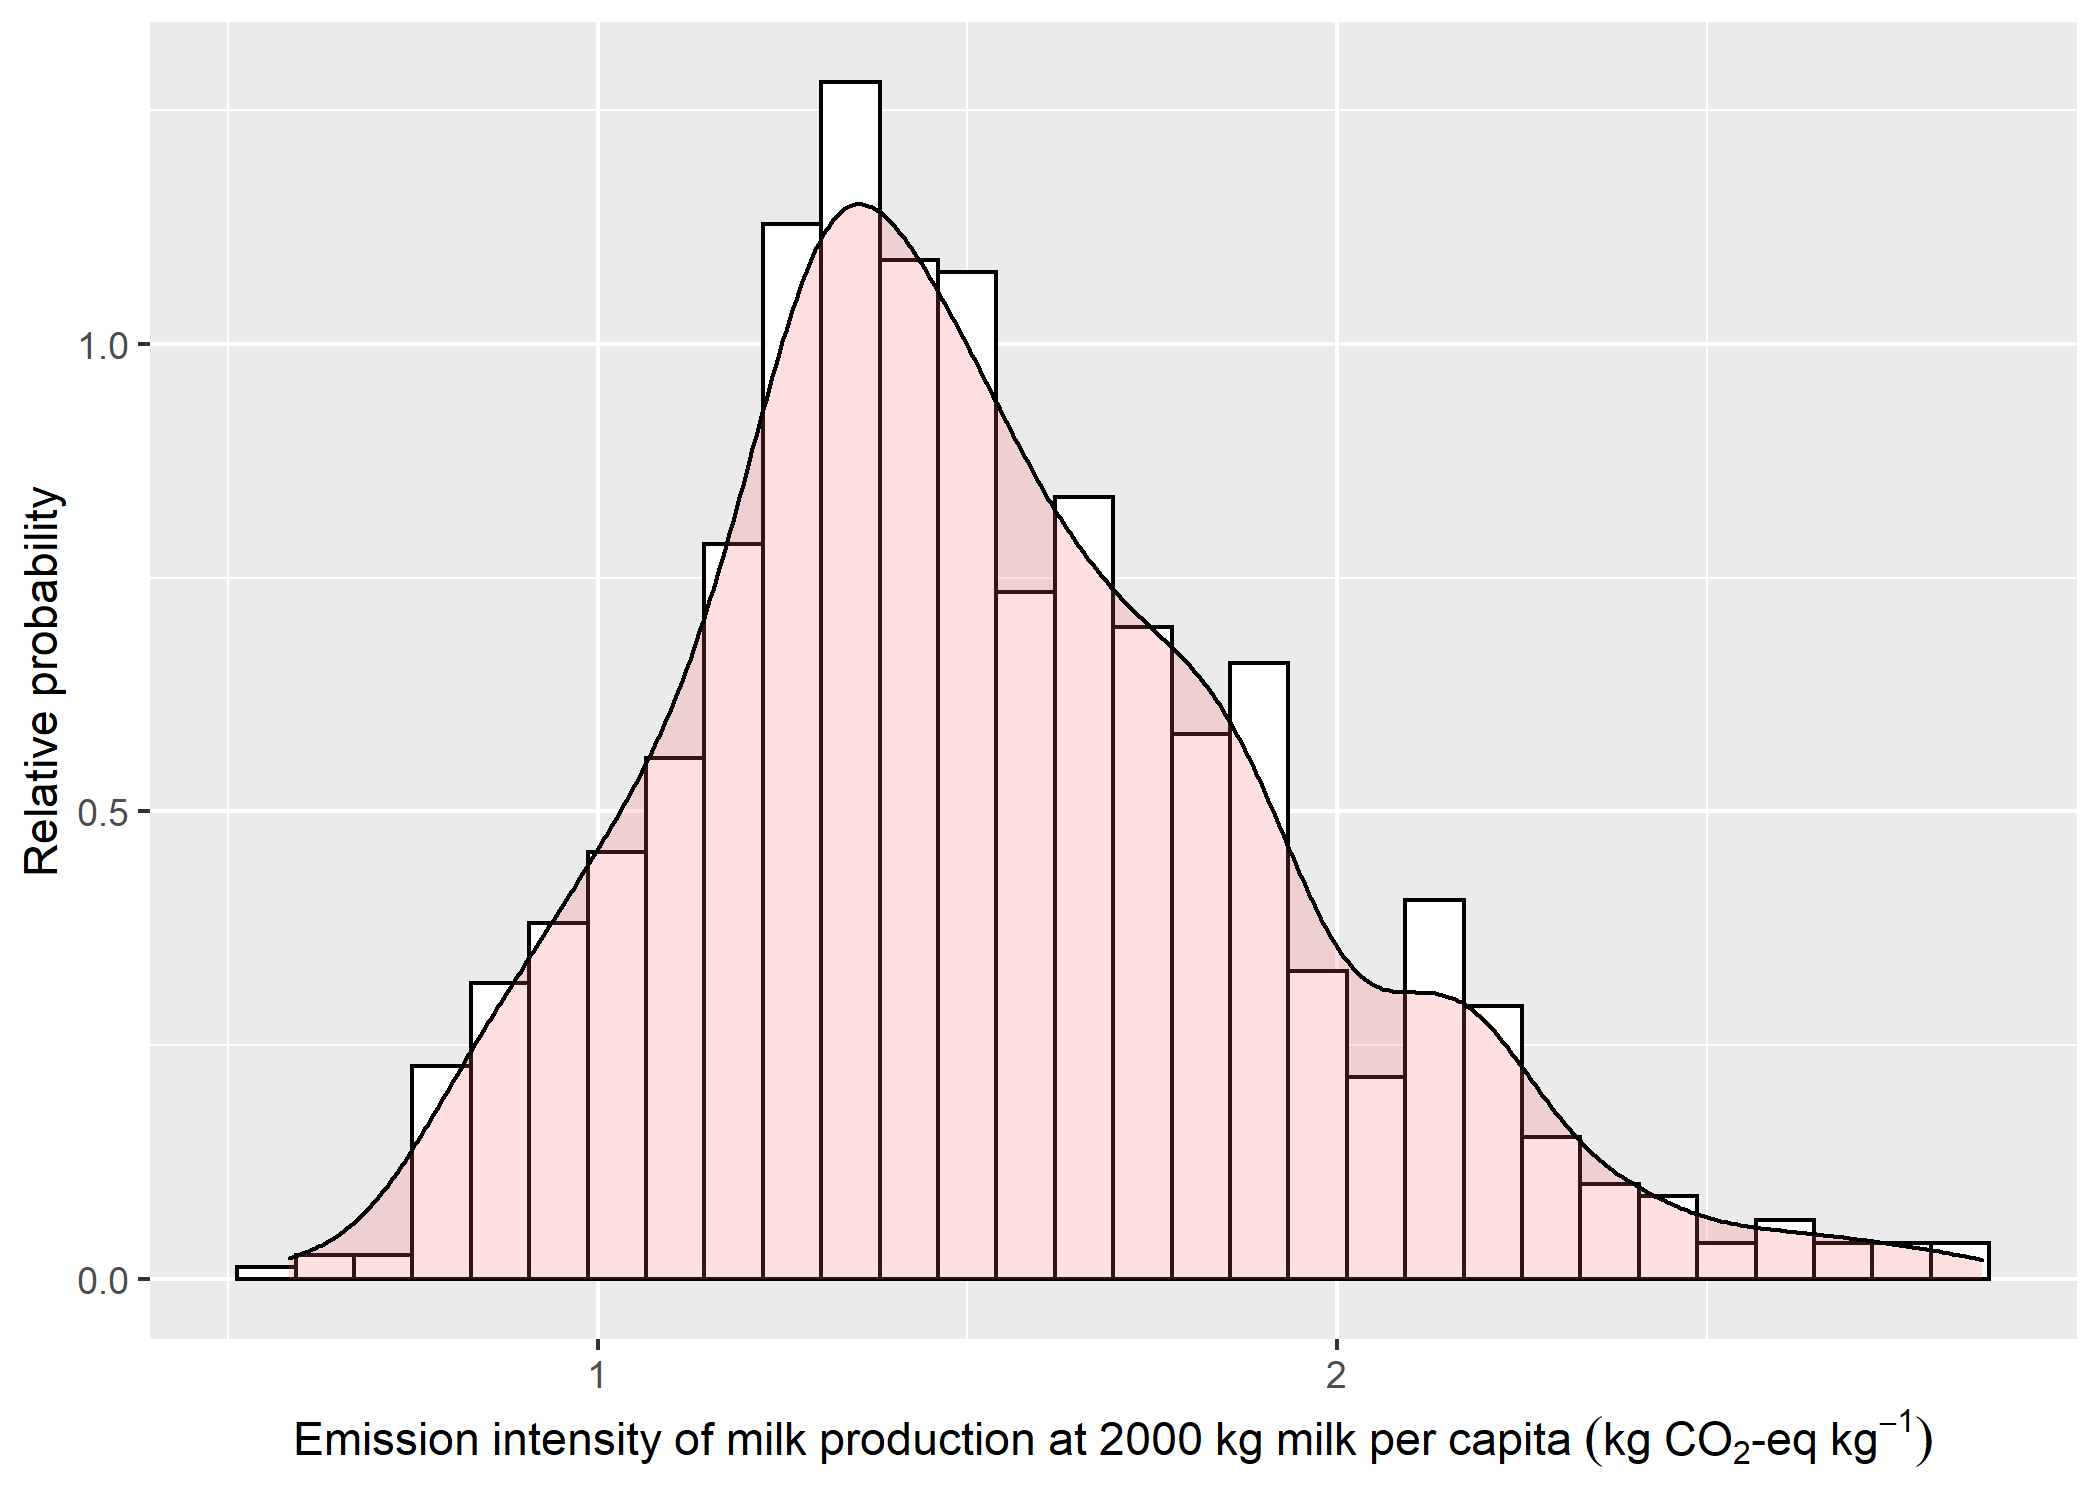 Relative probability
1.0
0.5
0.0
1 2
Emission intensity of milk production at 2000 kg milk per capita (kg CO₂-eq kg⁻¹)